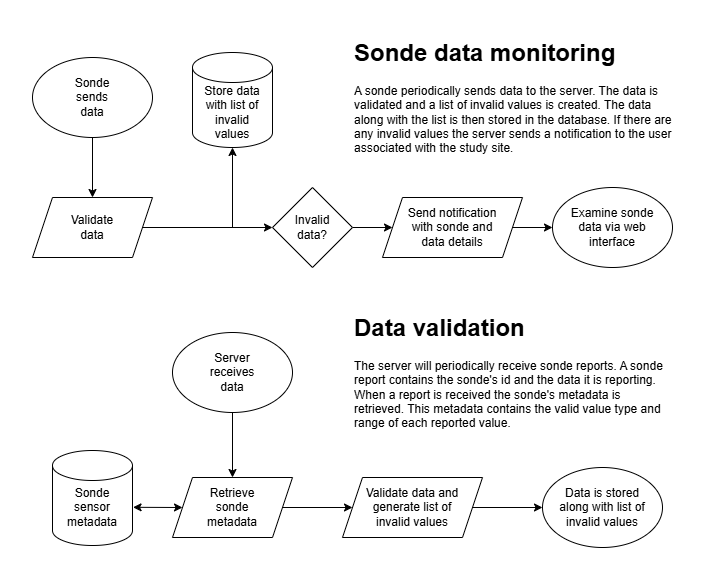 Sonde data monitoring
A sonde periodically sends data to the server. The data is
validated and a list of invalid values is created. The data
along with the list is then stored in the database. If there are
any invalid values the server sends a notification to the user
associated with the study site.
Sonde
sends
data
Store data
with list of
invalid
values
Validate
data
Invalid
data?
Send notification
with sonde and
data details
Examine sonde
data via web
interface
Data validation
The server will periodically receive sonde reports. A sonde
report contains the sonde's id and the data it is reporting.
When a report is received the sonde's metadata is
retrieved. This metadata contains the valid value type and
range of each reported value.
Server
receives
data
Sonde
sensor
metadata
Retrieve
sonde
metadata
Validate data and
generate list of
invalid values
Data is stored
along with list of
invalid values